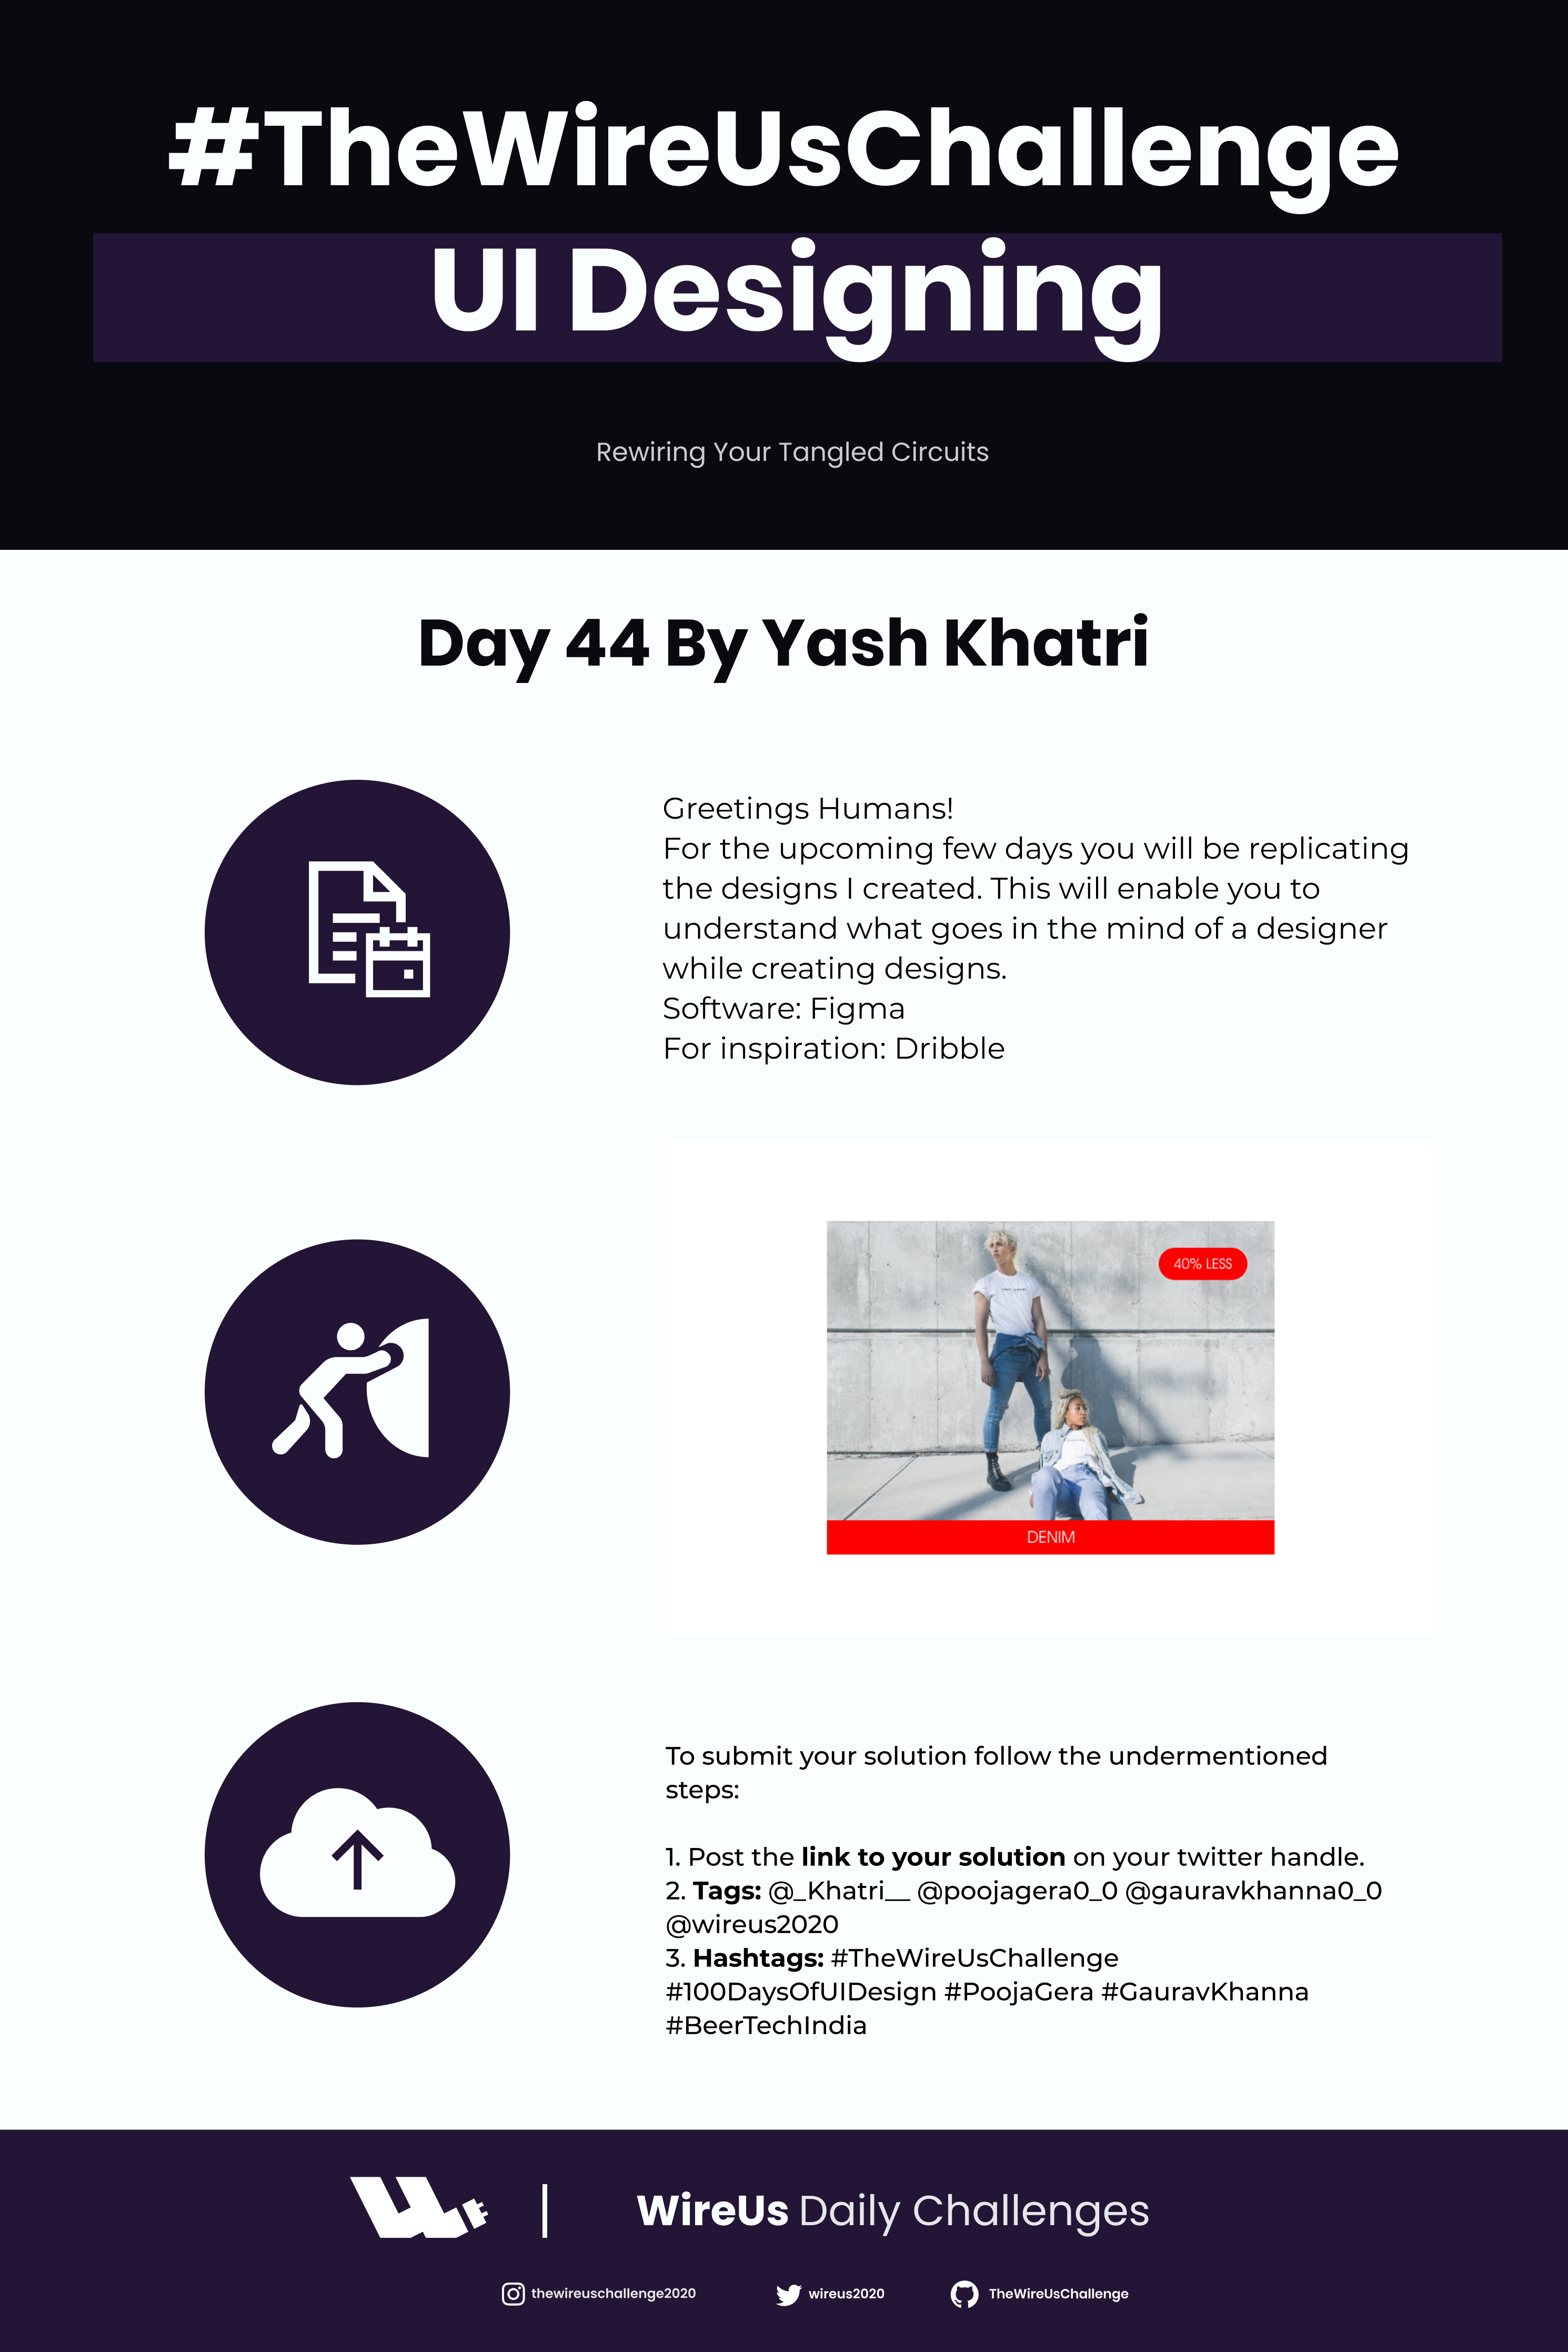 #TheWireUsChallenge
UI Designing
Rewiring Your Tangled Circuits
Day 44 By Yash Khatri
Greetings Humans!
For the upcoming few days you will be replicating
the designs I created. This will enable you to
understand what goes in the mind of a designer
while creating designs.
Software: Figma
For inspiration: Dribble
40% LESS
DENIM
To submit your solution follow the undermentioned
steps:
1. Post the link to your solution on your twitter handle.
2. Tags: @_Khatri__ @poojagera0_0 @gauravkhanna0_0
@wireus2020
3. Hashtags: #TheWireUsChallenge
#100DaysOfUIDesign #PoojaGera #GauravKhanna
#BeerTechIndia
WireUs Daily Challenges
thewireuschallenge2020
wireus2020
TheWireUsChallenge